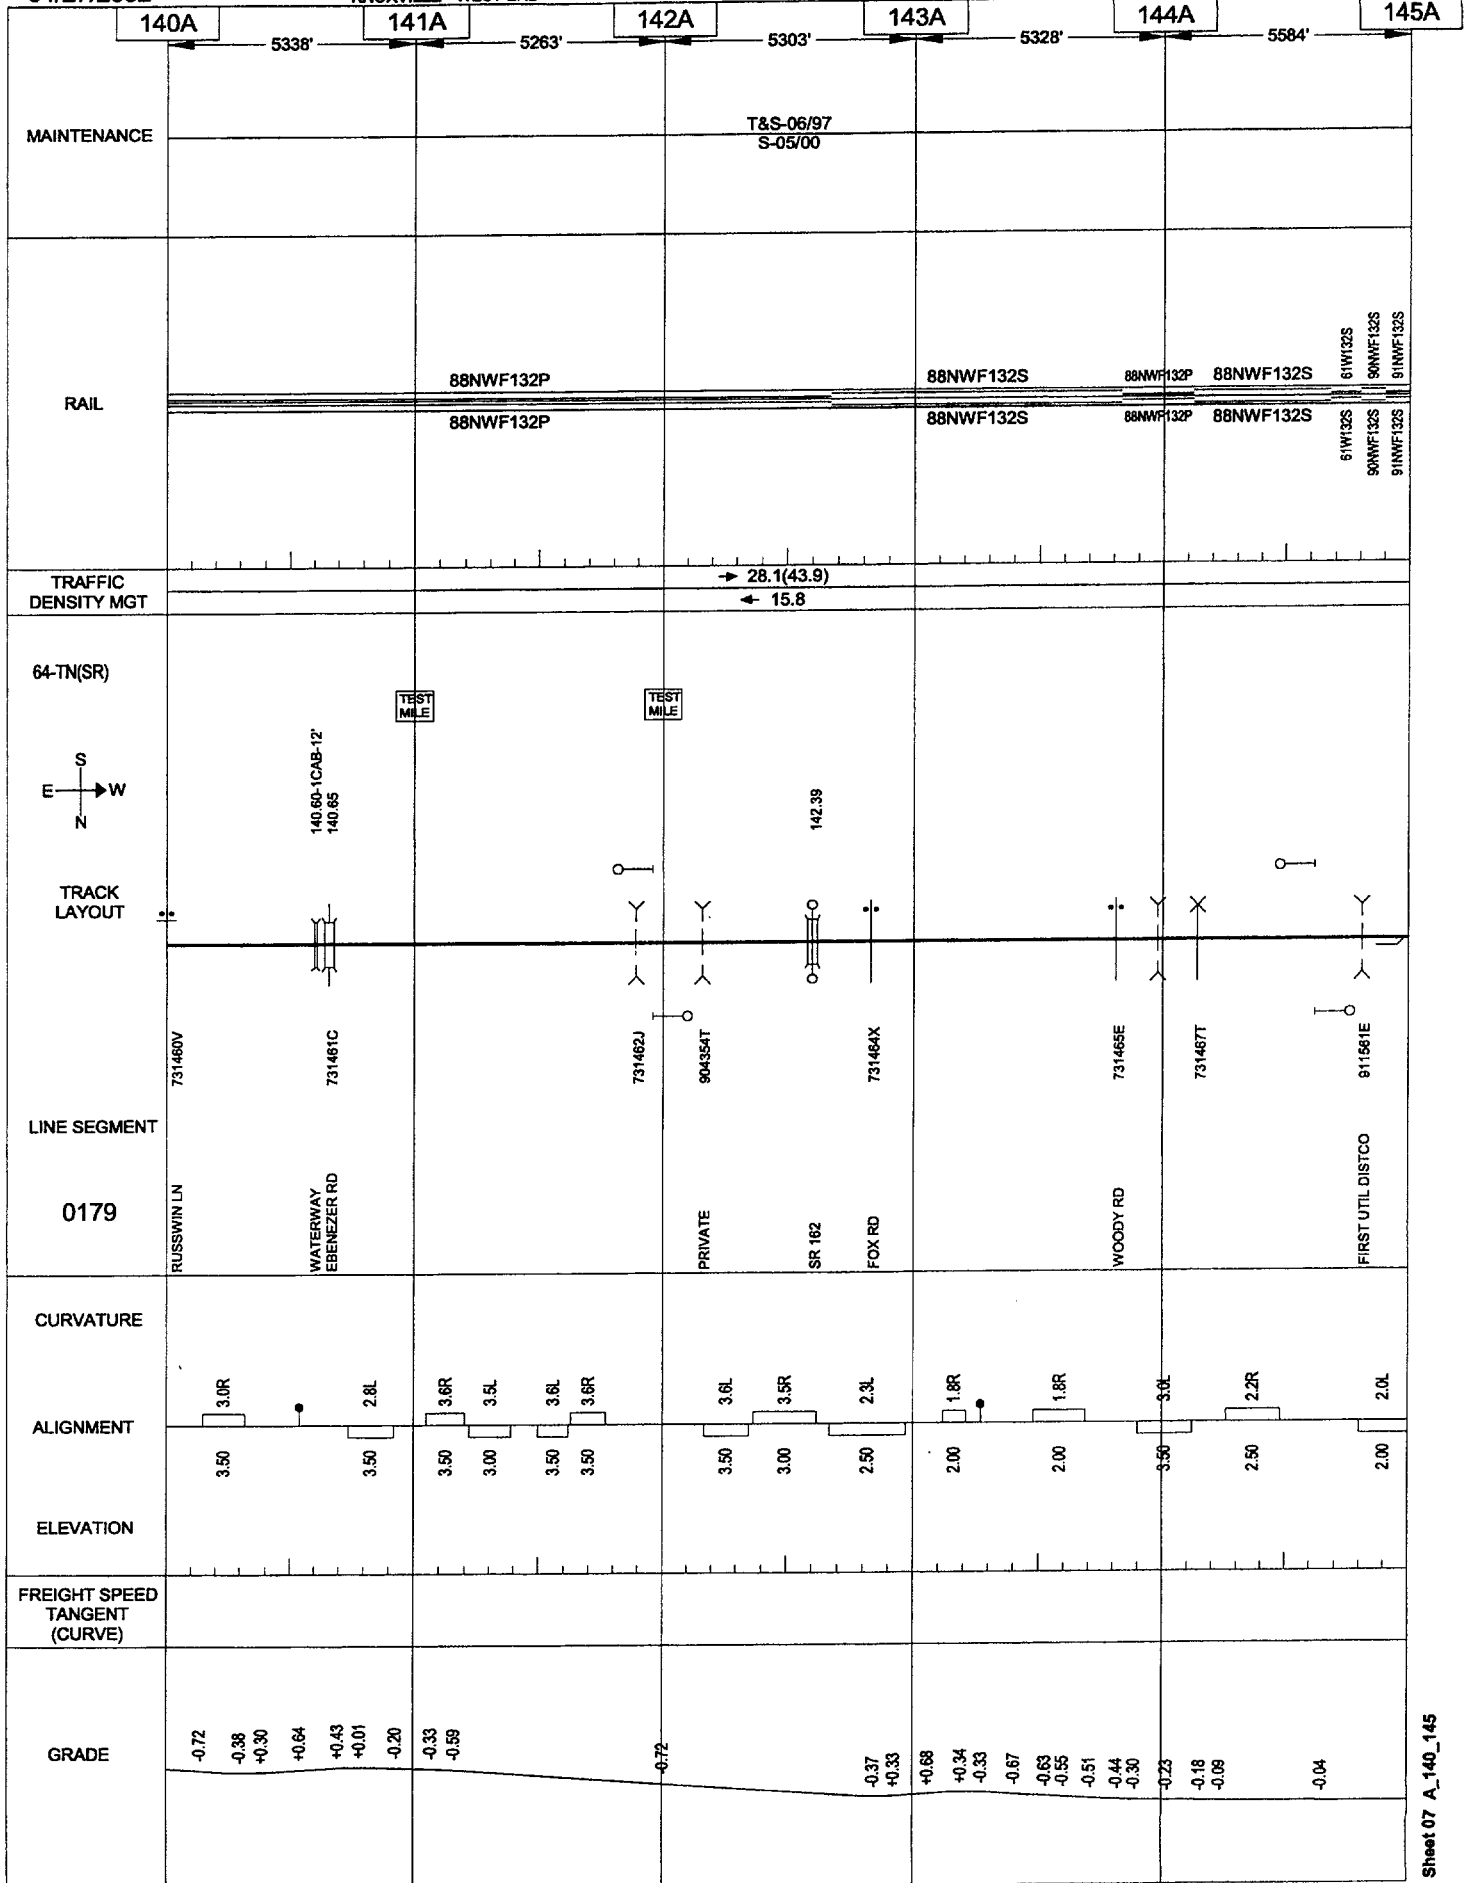 140A 141A 142A 143A 144A 145A
5338' 5263' 5303' 5328' 5584'
MAINTENANCE
T&S-06/97
S-05/00
RAIL
88NWF132P 88NWF132S 88NWF132P 88NWF132S 61W132S 90NWF132S 91NWF132S
88NWF132P 88NWF132S 88NWF132P 88NWF132S 61W132S 90NWF132S 91NWF132S
TRAFFIC
DENSITY MGT
28.1(43.9)
15.8
64-TN(SR)
TEST
MILE
TEST
MILE
S
E W
N
140.60-1CAB-12'
140.65
142.39
TRACK
LAYOUT
731460V 731461C 731462J 904354T 731464X 731465E 731467T 911561E
LINE SEGMENT
0179
RUSSWIN LN
WATERWAY
EBENEZER RD
PRIVATE
SR 162
FOX RD
WOODY RD
FIRST UTIL DISTCO
CURVATURE
3.0R 2.8L 3.6R 3.5L 3.6L 3.6R 3.6L 3.5R 2.3L 1.8R 1.8R 3.0L 2.2R 2.0L
ALIGNMENT
3.50 3.50 3.50 3.00 3.50 3.50 3.50 3.00 2.50 2.00 2.00 3.50 2.50 2.00
ELEVATION
FREIGHT SPEED
TANGENT
(CURVE)
GRADE
-0.72 -0.38 +0.30 +0.64 +0.43 +0.01 -0.20 -0.33 -0.59 -0.72 -0.37 +0.33 +0.68 +0.34 -0.33 -0.67 -0.63 -0.55 -0.51 -0.44 -0.30 -0.23 -0.18 -0.09 -0.04
Sheet 07 A_140_145